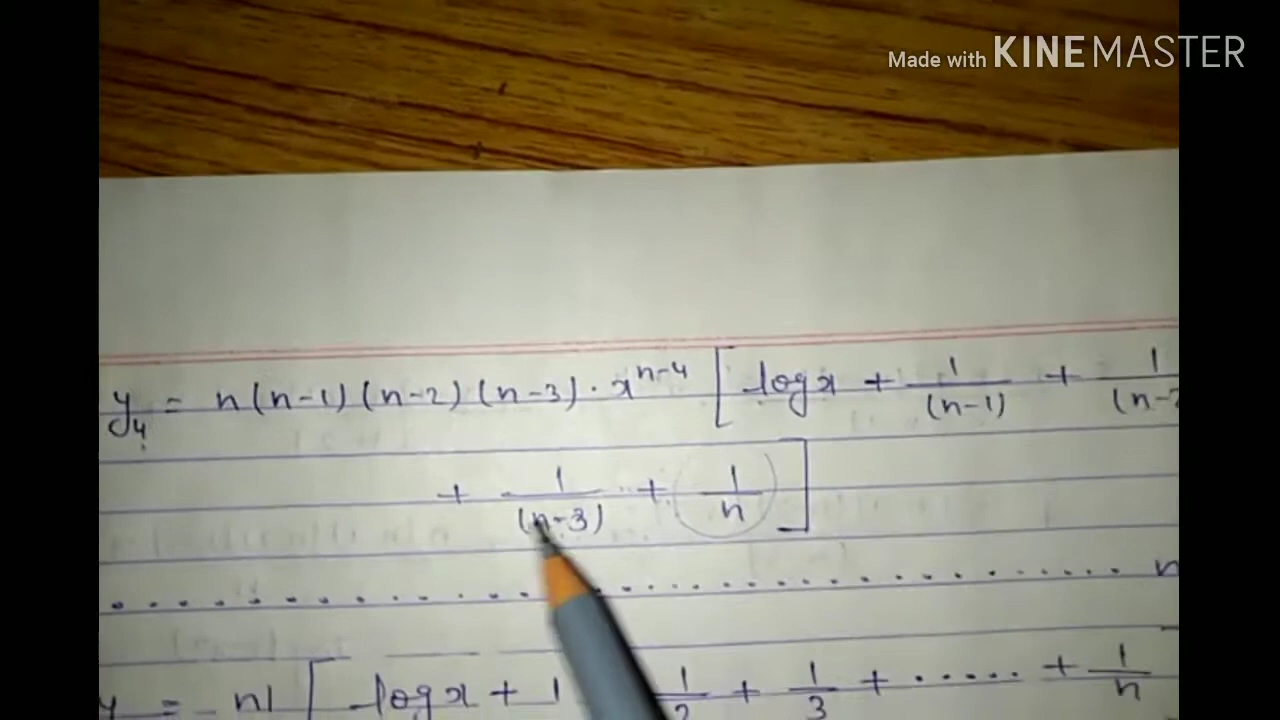 Made with KINEMASTER
y₄ = n(n-1)(n-2)(n-3)·x^{n-4} [ log x + 1/(n-1) + 1/(n-2
+ 1/(n-3) + 1/n ]
. . . . . . . . . . . . . . . . . . . . . . . . . . . . n
y = n! [ log x + 1 1/2 + 1/3 + ..... + 1/n